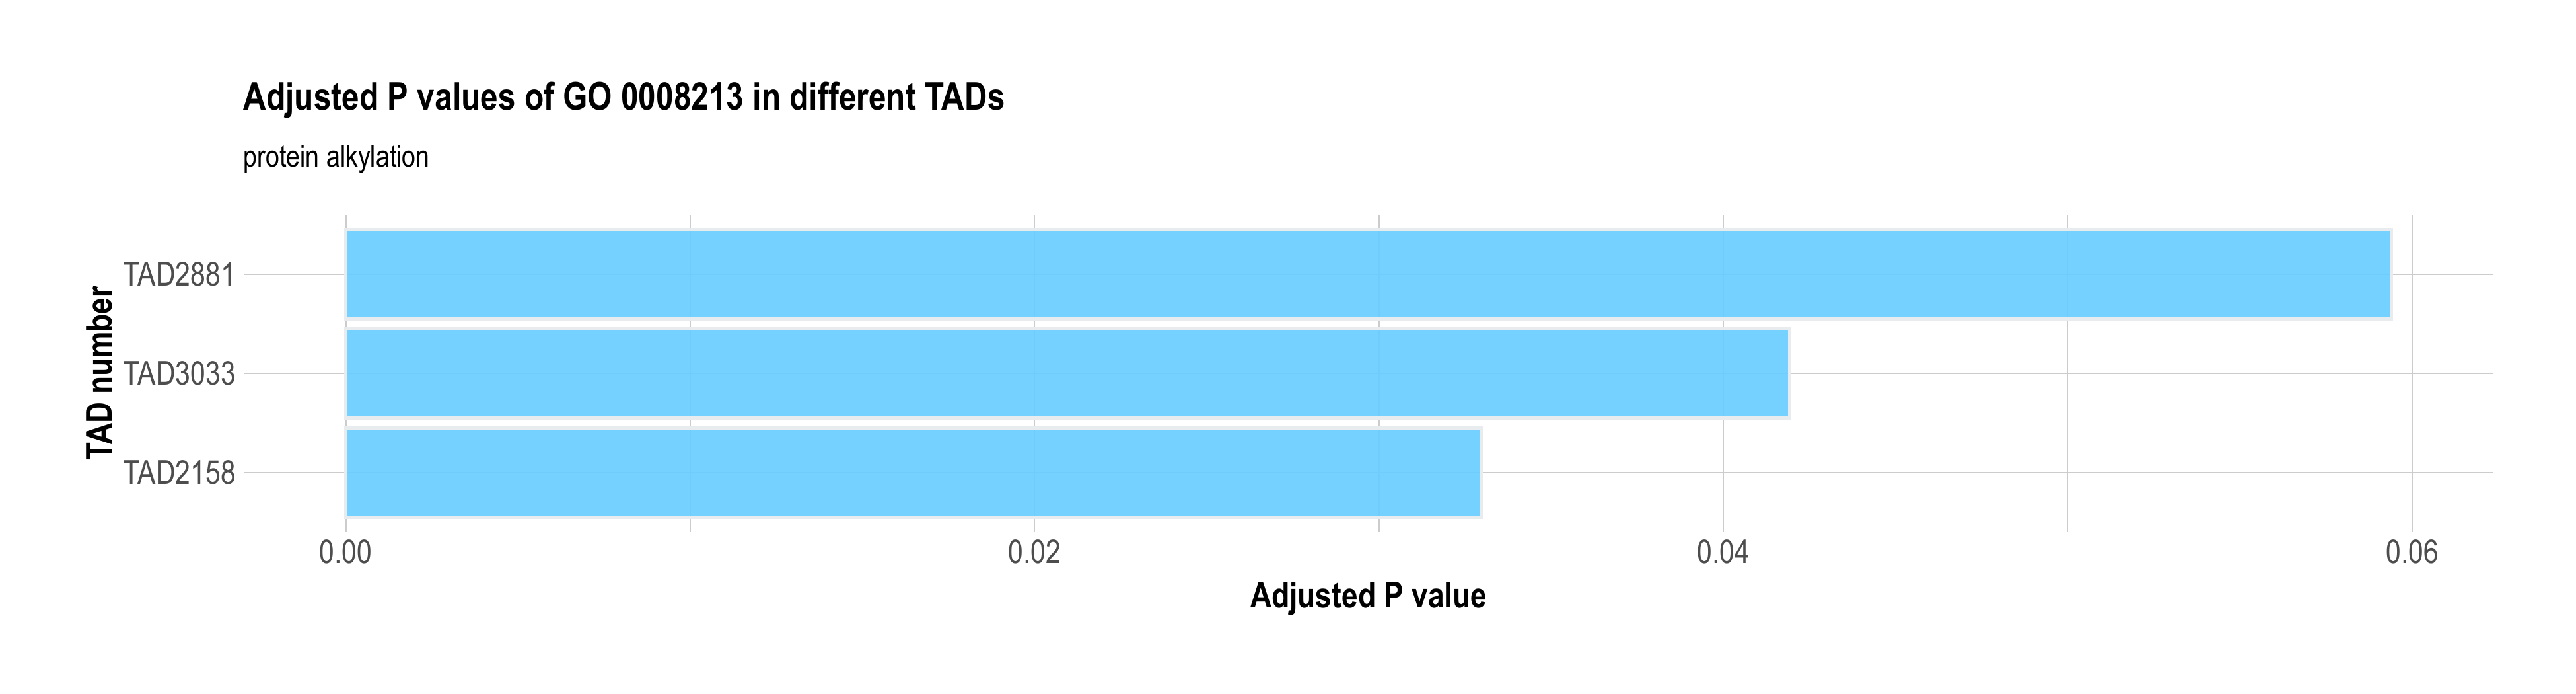 Adjusted P values of GO 0008213 in different TADs
protein alkylation
TAD number
TAD2881
TAD3033
TAD2158
0.00 0.02 0.04 0.06
Adjusted P value